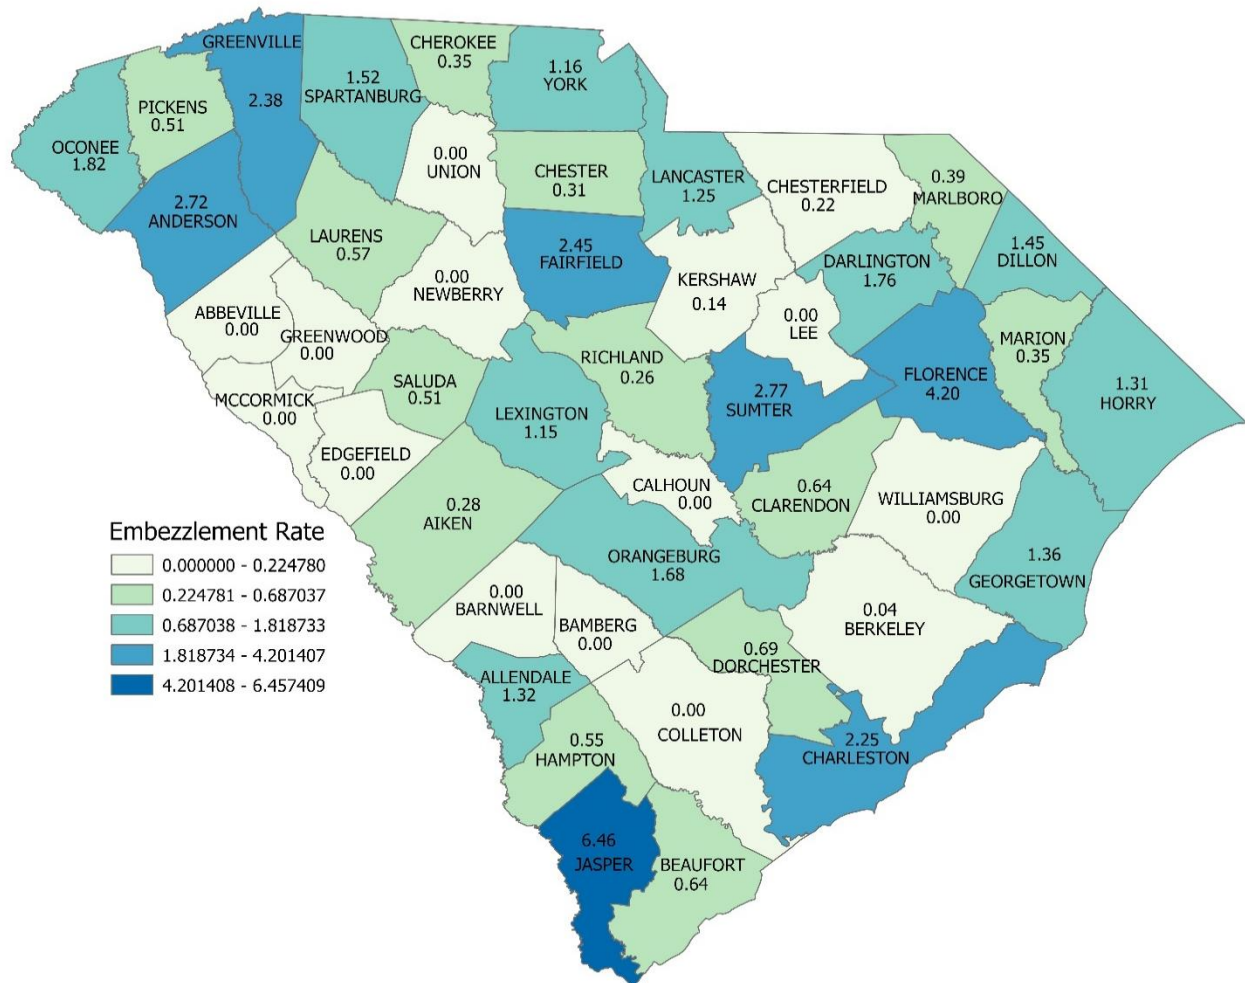 GREENVILLE
2.38
CHEROKEE
0.35
1.16
YORK
1.52
SPARTANBURG
PICKENS
0.51
OCONEE
1.82
0.00
UNION
CHESTER
0.31
LANCASTER
1.25
CHESTERFIELD
0.22
0.39
MARLBORO
2.72
ANDERSON
LAURENS
0.57
2.45
FAIRFIELD
KERSHAW
0.14
DARLINGTON
1.76
1.45
DILLON
0.00
NEWBERRY
ABBEVILLE
0.00
GREENWOOD
0.00
0.00
LEE
MARION
0.35
RICHLAND
0.26
SALUDA
0.51
FLORENCE
4.20
1.31
HORRY
MCCORMICK
0.00
LEXINGTON
1.15
2.77
SUMTER
EDGEFIELD
0.00
CALHOUN
0.00
0.64
CLARENDON
WILLIAMSBURG
0.00
0.28
AIKEN
ORANGEBURG
1.68
1.36
GEORGETOWN
0.00
BARNWELL
BAMBERG
0.00
0.04
BERKELEY
0.69
DORCHESTER
ALLENDALE
1.32
0.00
COLLETON
0.55
HAMPTON
2.25
CHARLESTON
6.46
JASPER
BEAUFORT
0.64
Embezzlement Rate
0.000000 - 0.224780
0.224781 - 0.687037
0.687038 - 1.818733
1.818734 - 4.201407
4.201408 - 6.457409